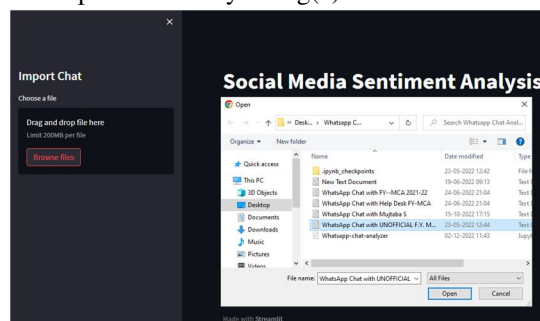 ×
Import Chat
Choose a file
Drag and drop file here
Limit 200MB per file
Browse files
Social Media Sentiment Analysis
Open
« Desk... › Whatsapp C...
Search Whatsapp Chat Anal...
Organize
New folder
Quick access
This PC
3D Objects
Desktop
Documents
Downloads
Music
Pictures
Videos
Name Date modified Type
.ipynb_checkpoints 23-05-2022 12:42 File f
New Text Document 19-06-2022 09:13 Text
WhatsApp Chat with FY--MCA 2021-22 24-06-2022 21:04 Text
WhatsApp Chat with Help Desk FY-MCA 24-06-2022 21:04 Text
WhatsApp Chat with Mujtaba S 15-10-2022 17:15 Text
WhatsApp Chat with UNOFFICIAL F.Y. M... 23-05-2022 12:44 Text
Whatsapp-chat-analyzer 02-12-2022 11:43 Jupyt
File name: WhatsApp Chat with UNOFFICIAL
All Files
Open Cancel
Made with Streamlit